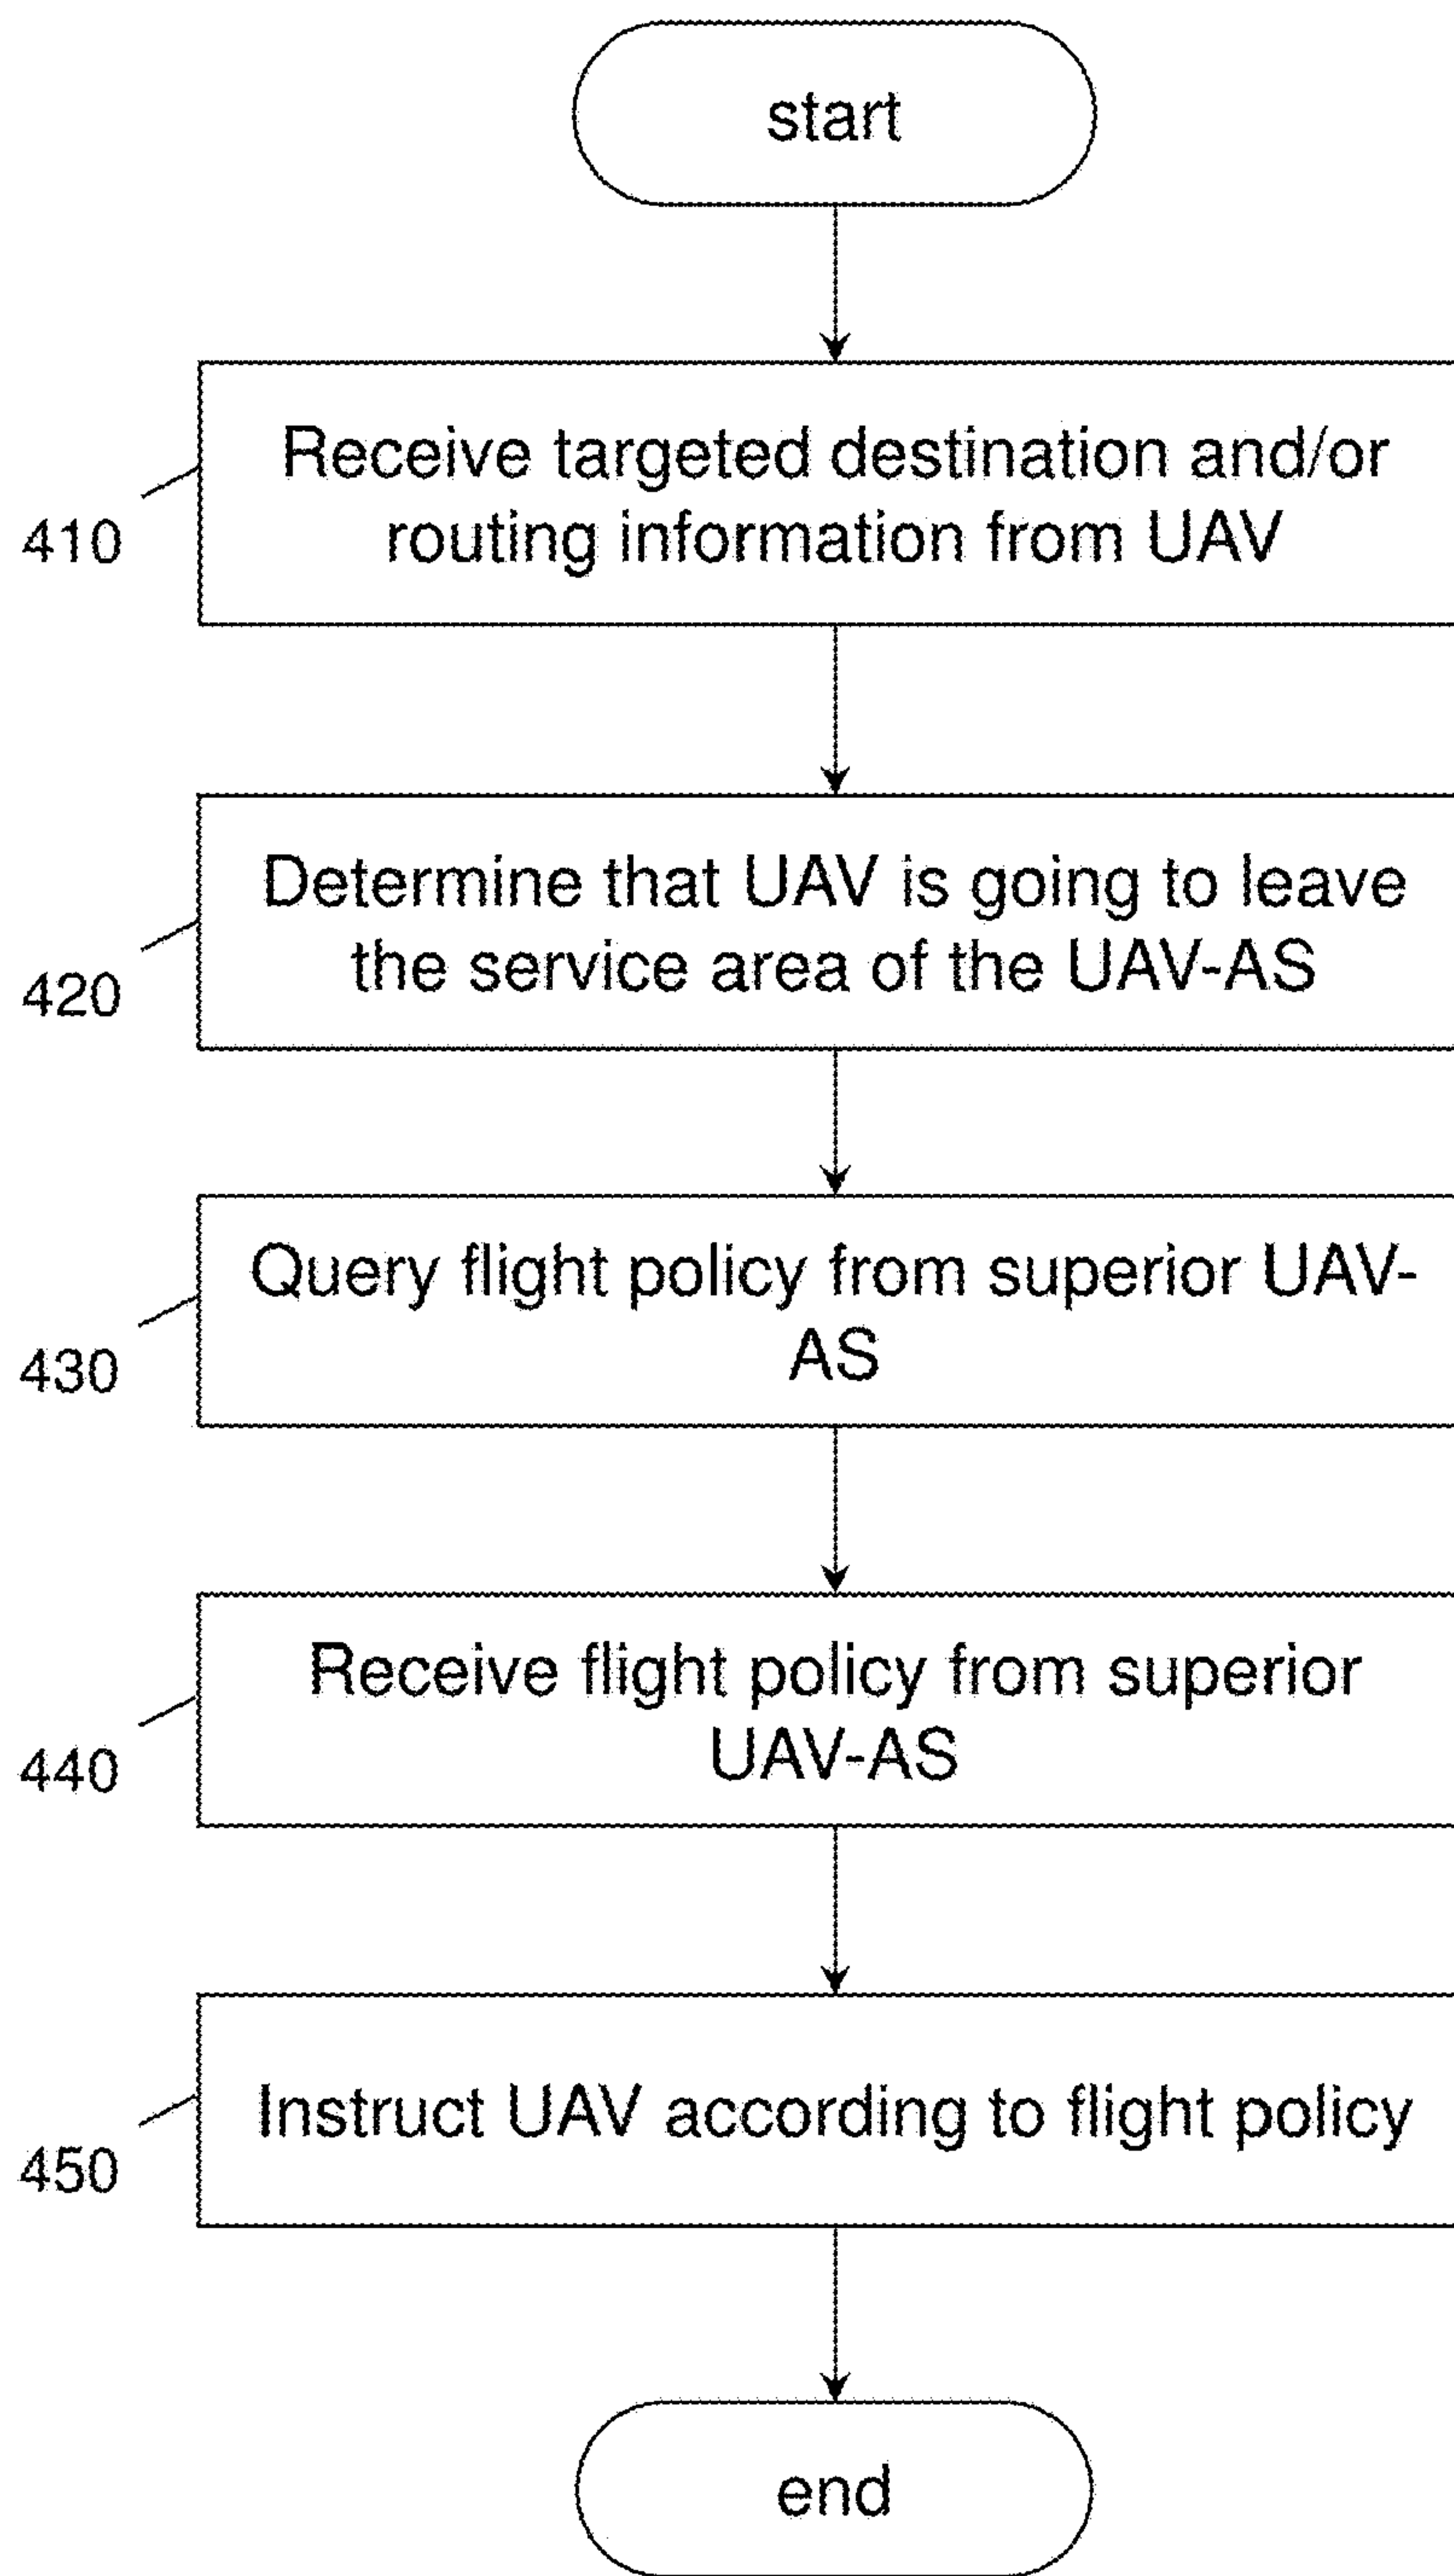 start
Receive targeted destination and/or
routing information from UAV
410
Determine that UAV is going to leave
the service area of the UAV-AS
420
Query flight policy from superior UAV-
AS
430
Receive flight policy from superior
UAV-AS
440
Instruct UAV according to flight policy
450
end